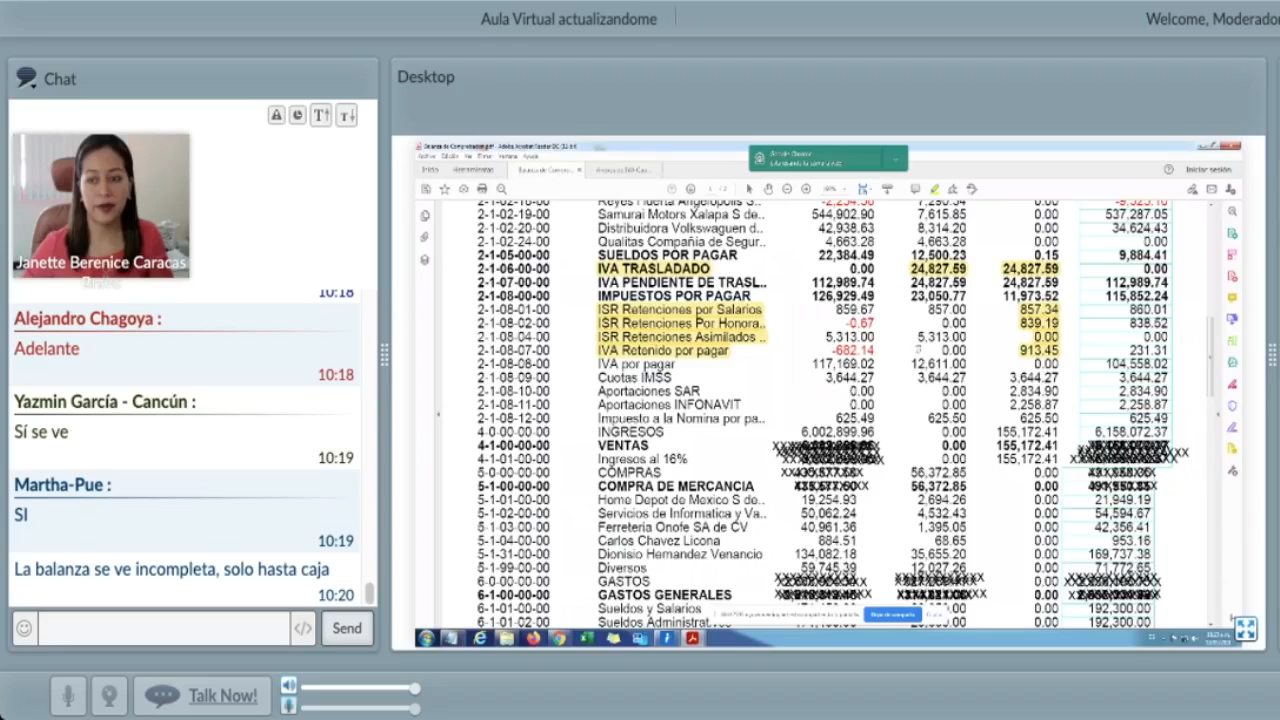 Aula Virtual actualizandome
Welcome, Moderador
Chat
Desktop
Janette Berenice Caracas
10:18
Alejandro Chagoya :
Adelante
10:18
Yazmin García - Cancún :
Sí se ve
10:19
Martha-Pue :
SI
10:19
La balanza se ve incompleta, solo hasta caja
10:20
Send
Talk Now!
Inicio Herramientas Iniciar sesión
2-1-02-19-00 Samurai Motors Xalapa S de.. 544,902.90 7,615.85 0.00 537,287.05
2-1-02-20-00 Distribuidora Volkswaguen d.. 42,938.63 8,314.20 0.00 34,624.43
2-1-02-24-00 Qualitas Compañia de Segur.. 4,663.28 4,663.28 0.00 0.00
2-1-05-00-00 SUELDOS POR PAGAR 22,384.49 12,500.23 0.15 9,884.41
2-1-06-00-00 IVA TRASLADADO 0.00 24,827.59 24,827.59 0.00
2-1-07-00-00 IVA PENDIENTE DE TRASL.. 112,989.74 24,827.59 24,827.59 112,989.74
2-1-08-00-00 IMPUESTOS POR PAGAR 126,929.49 23,050.77 11,973.52 115,852.24
2-1-08-01-00 ISR Retenciones por Salarios 859.67 857.00 857.34 860.01
2-1-08-02-00 ISR Retenciones Por Honora.. -0.67 0.00 839.19 838.52
2-1-08-04-00 ISR Retenciones Asimilados .. 5,313.00 5,313.00 0.00 0.00
2-1-08-07-00 IVA Retenido por pagar -682.14 0.00 913.45 231.31
2-1-08-08-00 IVA por pagar 117,169.02 12,611.00 0.00 104,558.02
2-1-08-09-00 Cuotas IMSS 3,644.27 3,644.27 3,644.27 3,644.27
2-1-08-10-00 Aportaciones SAR 0.00 0.00 2,834.90 2,834.90
2-1-08-11-00 Aportaciones INFONAVIT 0.00 0.00 2,258.87 2,258.87
2-1-08-12-00 Impuesto a la Nomina por pa.. 625.49 625.50 625.50 625.49
4-0-00-00-00 INGRESOS 6,002,899.96 0.00 155,172.41 6,158,072.37
4-1-00-00-00 VENTAS 0.00 155,172.41
4-1-01-00-00 Ingresos al 16% 0.00 155,172.41
5-0-00-00-00 COMPRAS 56,372.85 0.00
5-1-00-00-00 COMPRA DE MERCANCIA 56,372.85 0.00
5-1-01-00-00 Home Depot de Mexico S de.. 19,254.93 2,694.26 0.00 21,949.19
5-1-02-00-00 Servicios de Informatica y Va.. 50,062.24 4,532.43 0.00 54,594.67
5-1-03-00-00 Ferreteria Onofe SA de CV 40,961.36 1,395.05 0.00 42,356.41
5-1-04-00-00 Carlos Chavez Licona 884.51 68.65 0.00 953.16
5-1-31-00-00 Dionisio Hernandez Venancio 134,082.18 35,655.20 0.00 169,737.38
5-1-99-00-00 Diversos 59,745.39 12,027.26 0.00 71,772.65
6-0-00-00-00 GASTOS 0.00
6-1-00-00-00 GASTOS GENERALES 0.00
6-1-01-00-00 Sueldos y Salarios 0.00 192,300.00
6-1-01-02-00 Sueldos Administrat 0.00 192,300.00